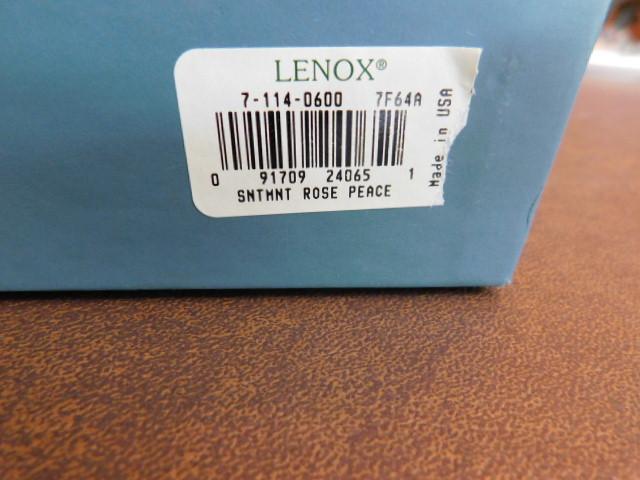 LENOX®
7-114-0600 7F64A
0 91709 24065 1
SNTMNT ROSE PEACE
Made in USA